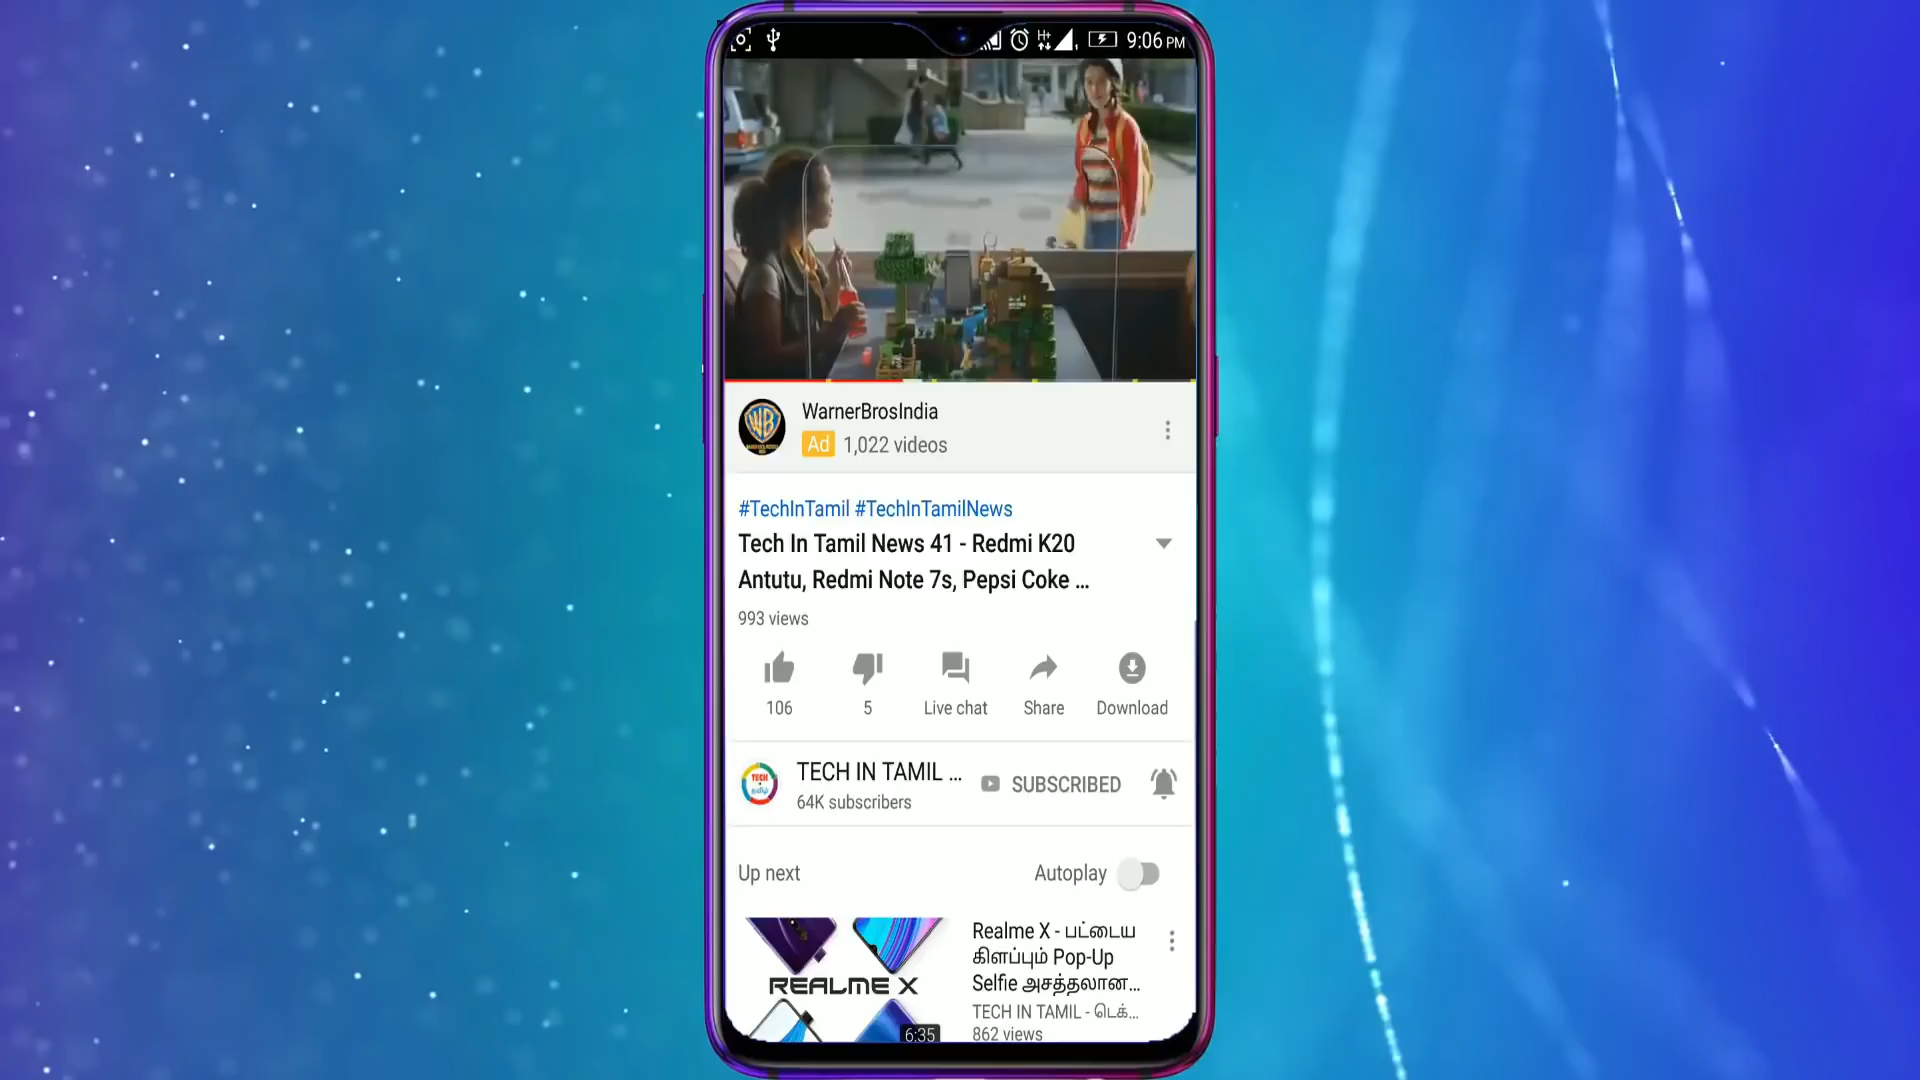 9:06 PM
WarnerBrosIndia
Ad 1,022 videos
#TechInTamil #TechInTamilNews
Tech In Tamil News 41 - Redmi K20
Antutu, Redmi Note 7s, Pepsi Coke ...
993 views
106
5
Live chat
Share
Download
TECH IN TAMIL ...
SUBSCRIBED
64K subscribers
Up next
Autoplay
Realme X - பட்டைய
கிளப்பும் Pop-Up
Selfie அசத்தலான...
REALME X
TECH IN TAMIL - டெக்...
862 views
6:35